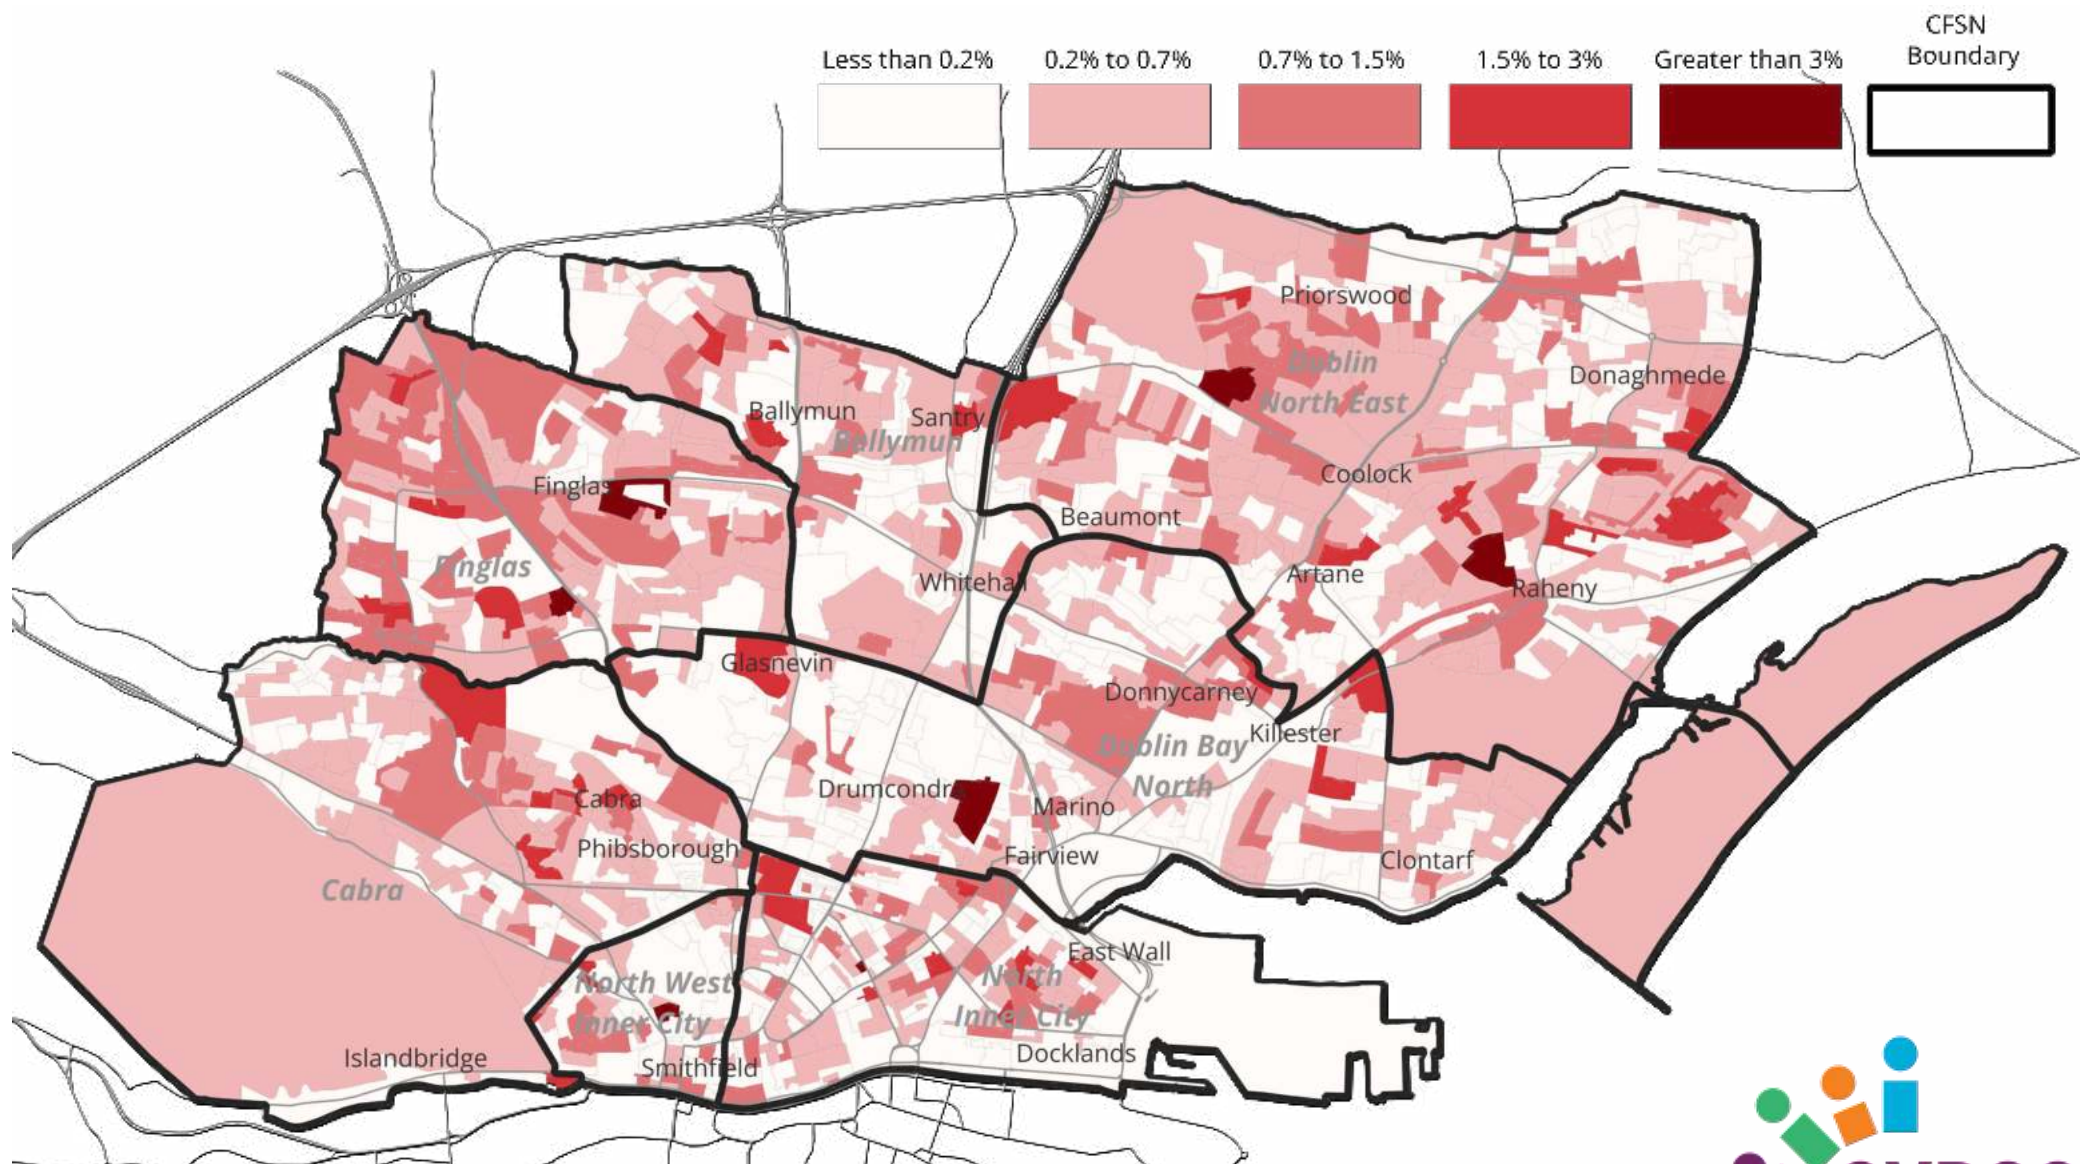 CFSN
Boundary
Less than 0.2%
0.2% to 0.7%
0.7% to 1.5%
1.5% to 3%
Greater than 3%
Priorswood
Dublin
North East
Donaghmede
Ballymun
Santry
Ballymun
Coolock
Finglas
Beaumont
Finglas
Whitehall
Artane
Raheny
Glasnevin
Donnycarney
Killester
Dublin Bay
North
Drumcondra
Marino
Cabra
Phibsborough
Fairview
Clontarf
Cabra
East Wall
North West
Inner City
North
Inner City
Islandbridge
Smithfield
Docklands